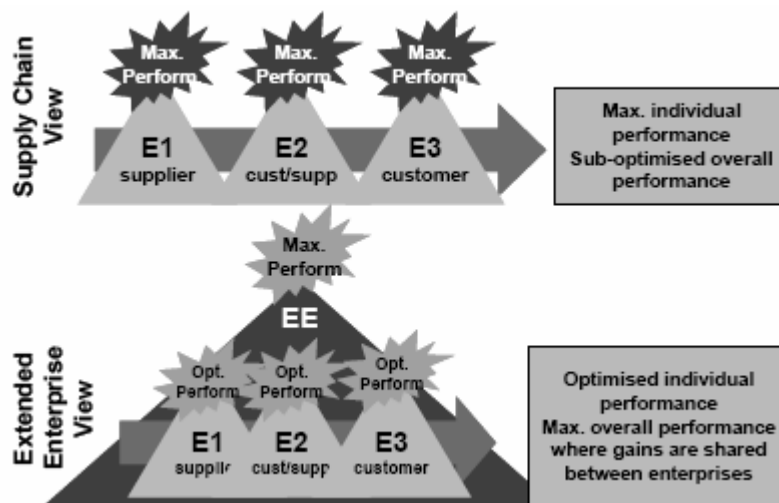 Supply Chain
View
Max.
Perform
Max.
Perform
Max.
Perform
E1
supplier
E2
cust/supp
E3
customer
Max. individual
performance
Sub-optimised overall
performance
Extended
Enterprise
View
Max.
Perform
EE
Opt.
Perform
Opt.
Perform
Opt.
Perform
E1
supplie
E2
cust/supp
E3
customer
Optimised individual
performance
Max. overall performance
where gains are shared
between enterprises